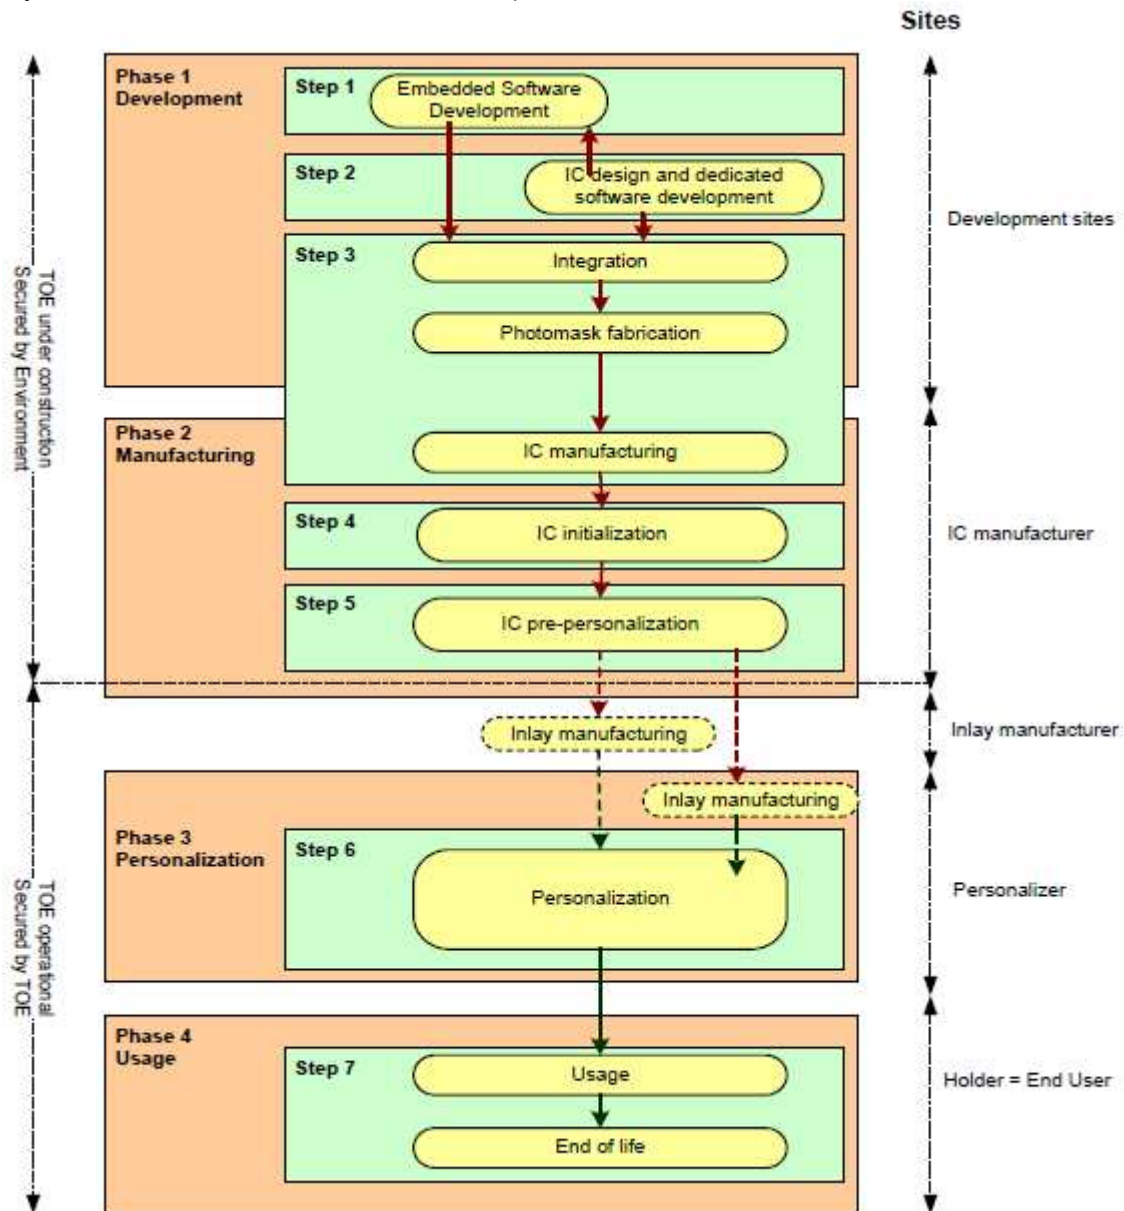 Sites
Phase 1
Development
Step 1
Embedded Software
Development
Step 2
IC design and dedicated
software development
Step 3
Integration
Photomask fabrication
Development sites
TOE under construction
Secured by Environment
Phase 2
Manufacturing
IC manufacturing
Step 4
IC initialization
IC manufacturer
Step 5
IC pre-personalization
Inlay manufacturing
Inlay manufacturer
Inlay manufacturing
Phase 3
Personalization
Step 6
Personalization
Personalizer
TOE operational
Secured by TOE
Phase 4
Usage
Step 7
Usage
Holder = End User
End of life